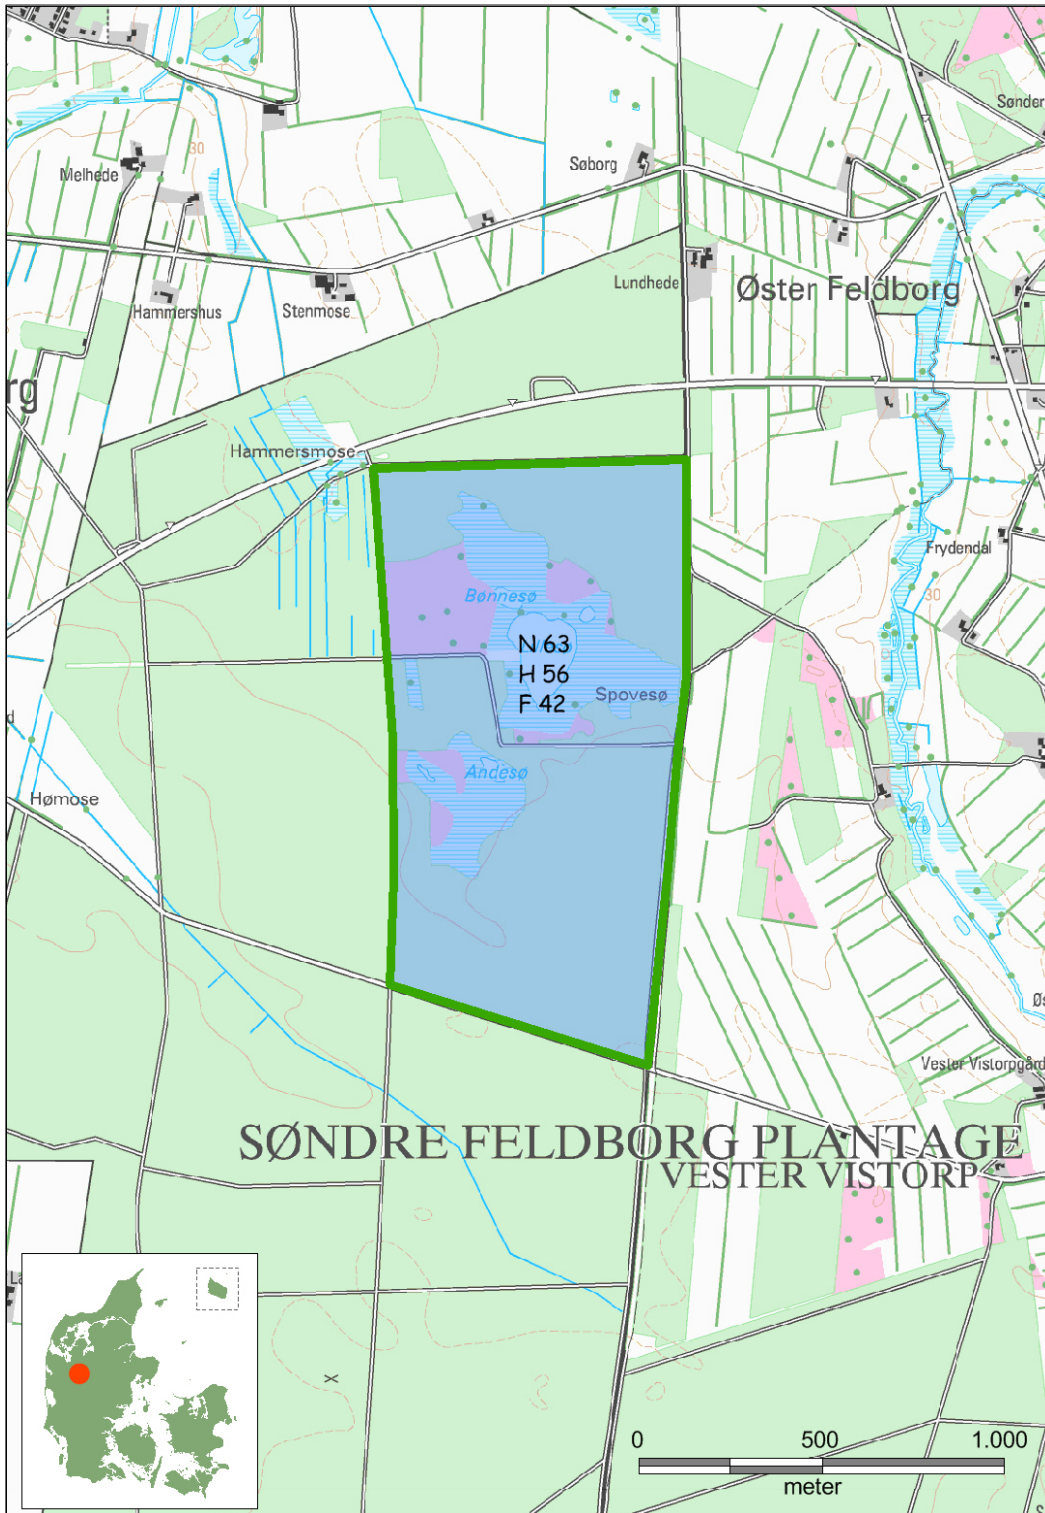 Sønder
30
Søborg
Melhede
Lundhede
Øster Feldborg
Hammershus
Stenmose
rg
Hammersmose
Frydendal
Bønnesø
30
N 63
H 56
F 42
Spovesø
Andesø
Hømose
Øs
Vester Vistorpgård
SØNDRE FELDBORG PLANTAGE
VESTER VISTORP
0 500 1.000
meter